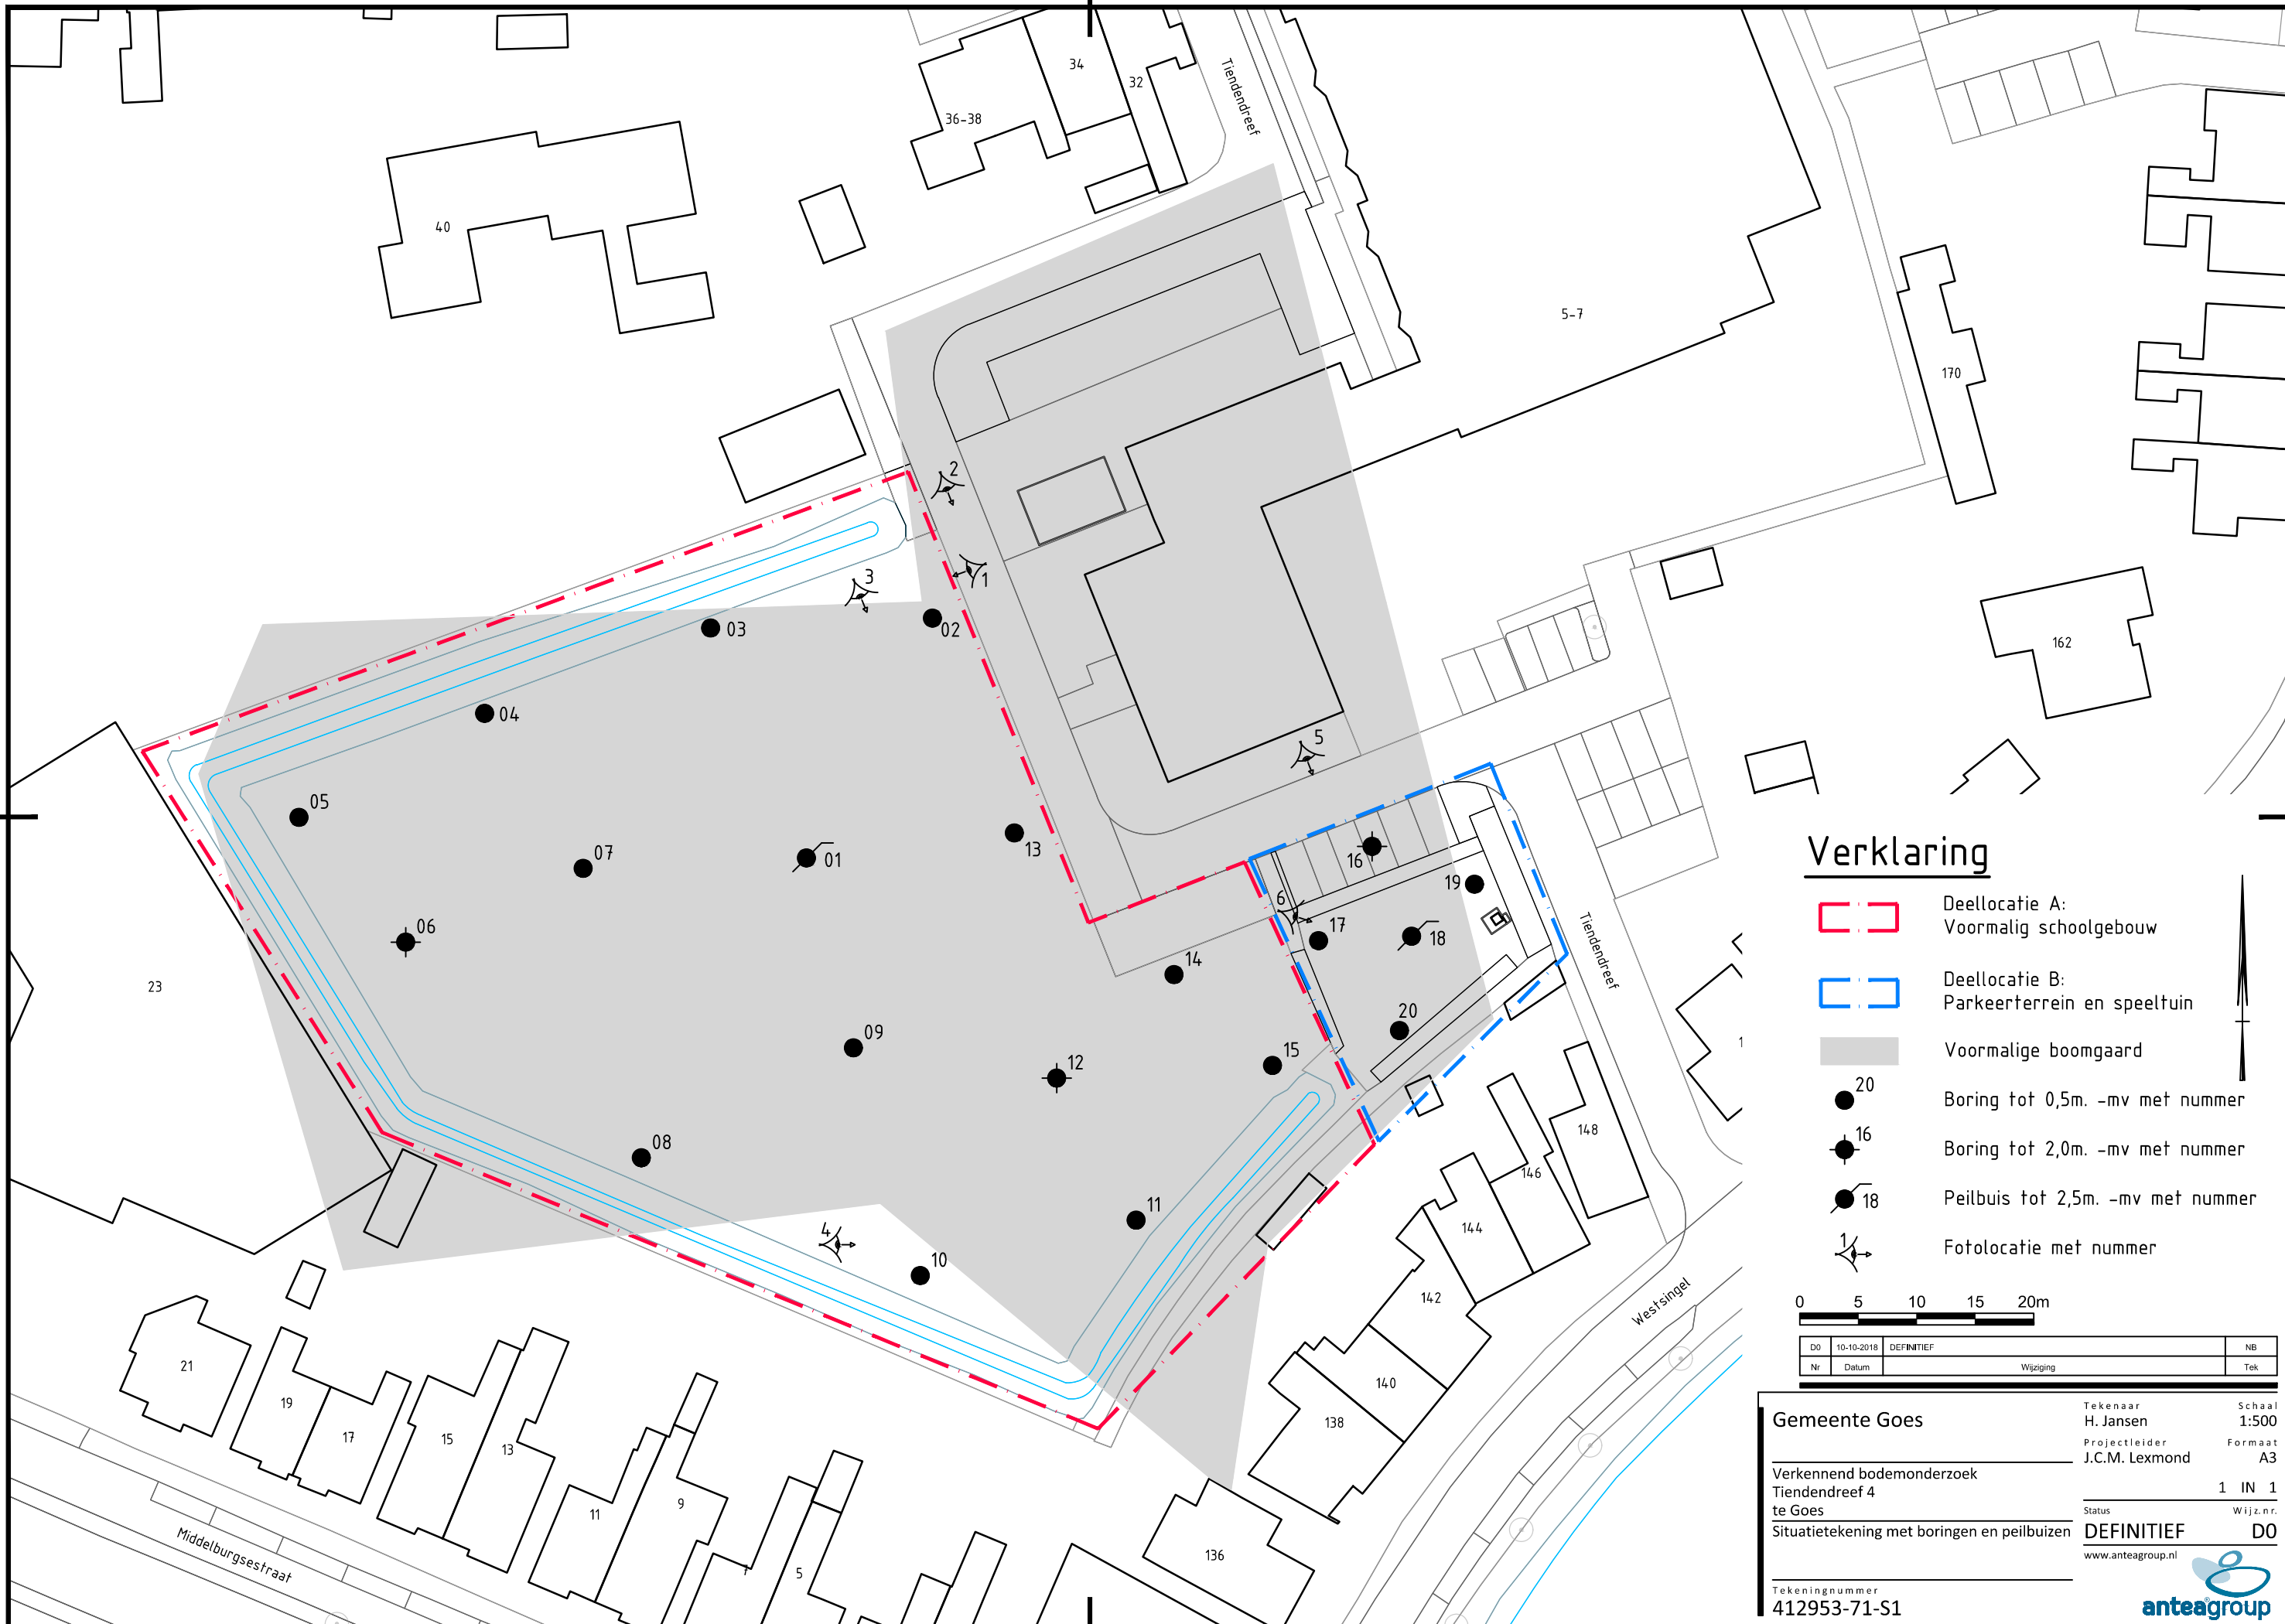 34
32
36-38
Tiendendreef
40
5-7
170
2
1
3
02
03
162
04
5
05
13
07
01
16
19
6
17
18
06
14
23
09
20
12
15
Tiendendreef
08
11
4
10
148
146
144
142
140
138
136
Westsingel
21
19
17
15
13
11
9
5
Middelburgsestraat
Verklaring
Deellocatie A:
Voormalig schoolgebouw
Deellocatie B:
Parkeerterrein en speeltuin
Voormalige boomgaard
20
Boring tot 0,5m. -mv met nummer
16
Boring tot 2,0m. -mv met nummer
18
Peilbuis tot 2,5m. -mv met nummer
1
Fotolocatie met nummer
0 5 10 15 20m
D0 10-10-2018 DEFINITIEF NB
Nr Datum Wijziging Tek
Gemeente Goes
Tekenaar Schaal
H. Jansen 1:500
Projectleider Formaat
J.C.M. Lexmond A3
1 IN 1
Verkennend bodemonderzoek
Tiendendreef 4
te Goes
Situatietekening met boringen en peilbuizen
Status Wijz.nr.
DEFINITIEF D0
www.anteagroup.nl
Tekeningnummer
412953-71-S1
anteagroup